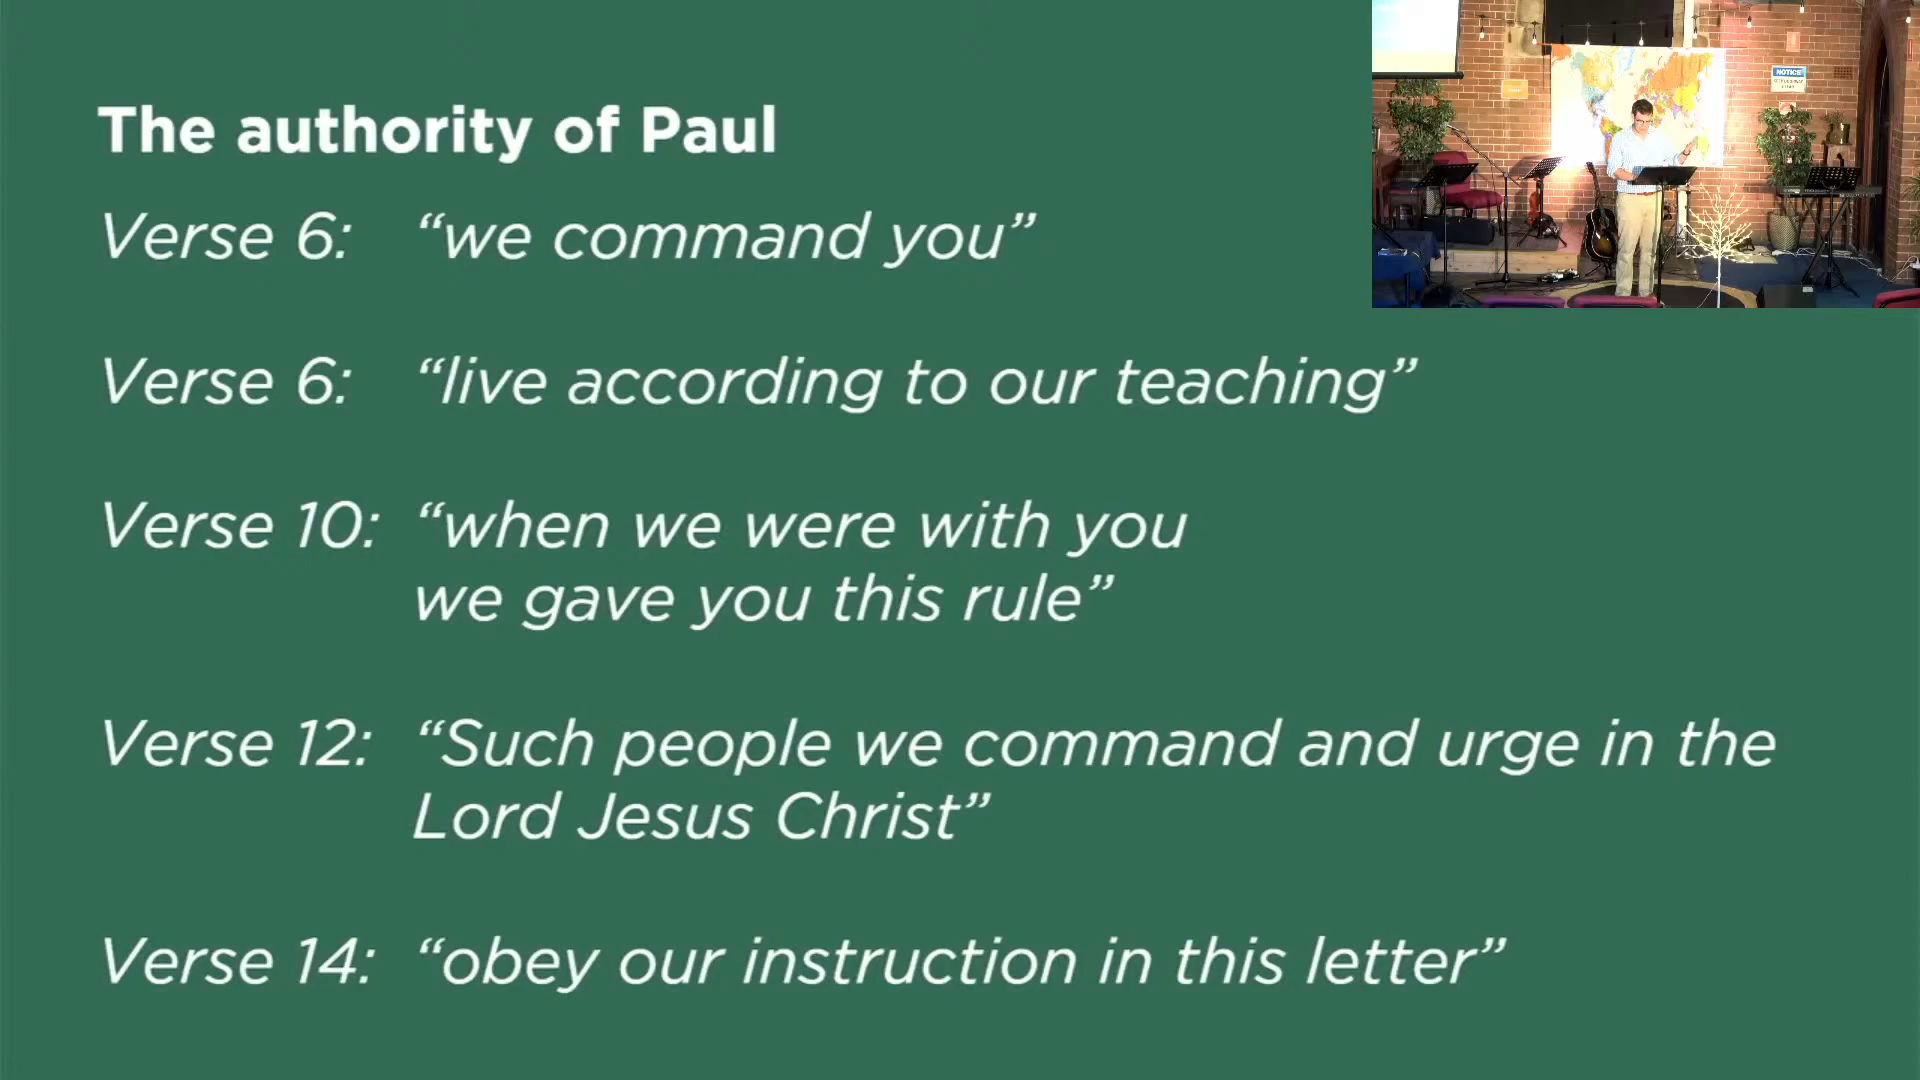 The authority of Paul
Verse 6: “we command you”
Verse 6: “live according to our teaching”
Verse 10: “when we were with you
we gave you this rule”
Verse 12: “Such people we command and urge in the
Lord Jesus Christ”
Verse 14: “obey our instruction in this letter”
NOTICE